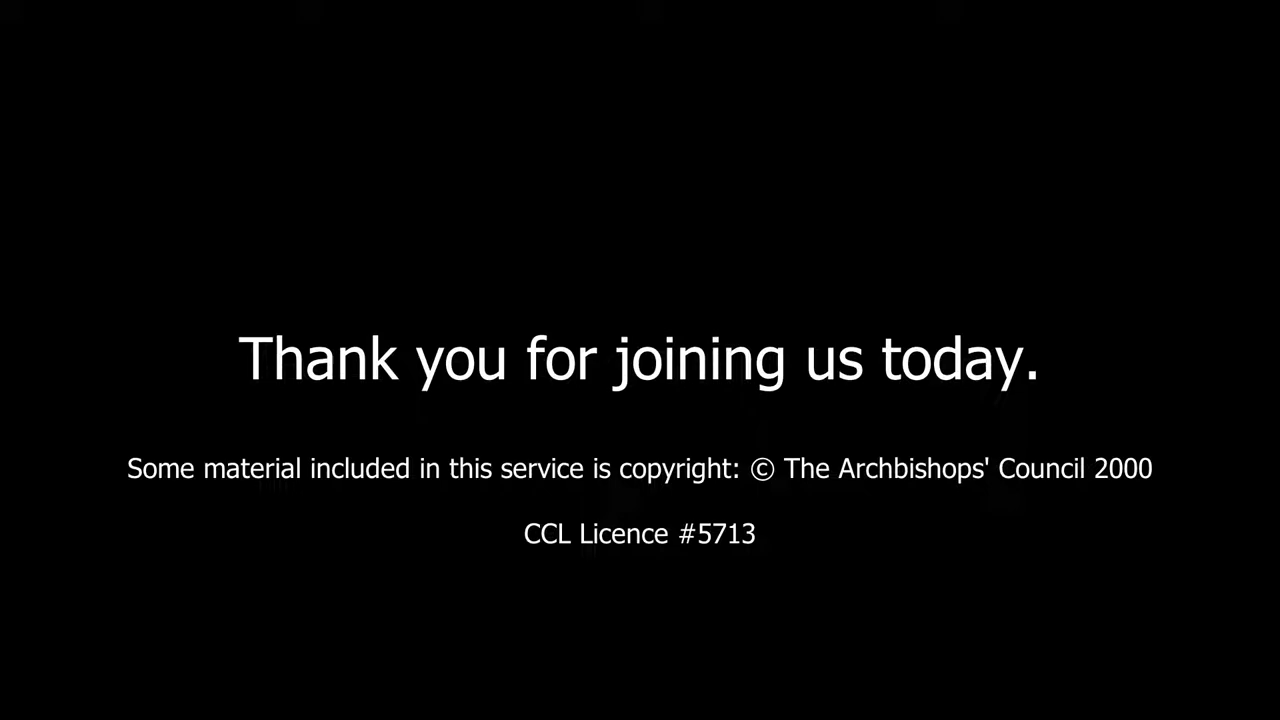 Thank you for joining us today.
Some material included in this service is copyright: © The Archbishops' Council 2000
CCL Licence #5713